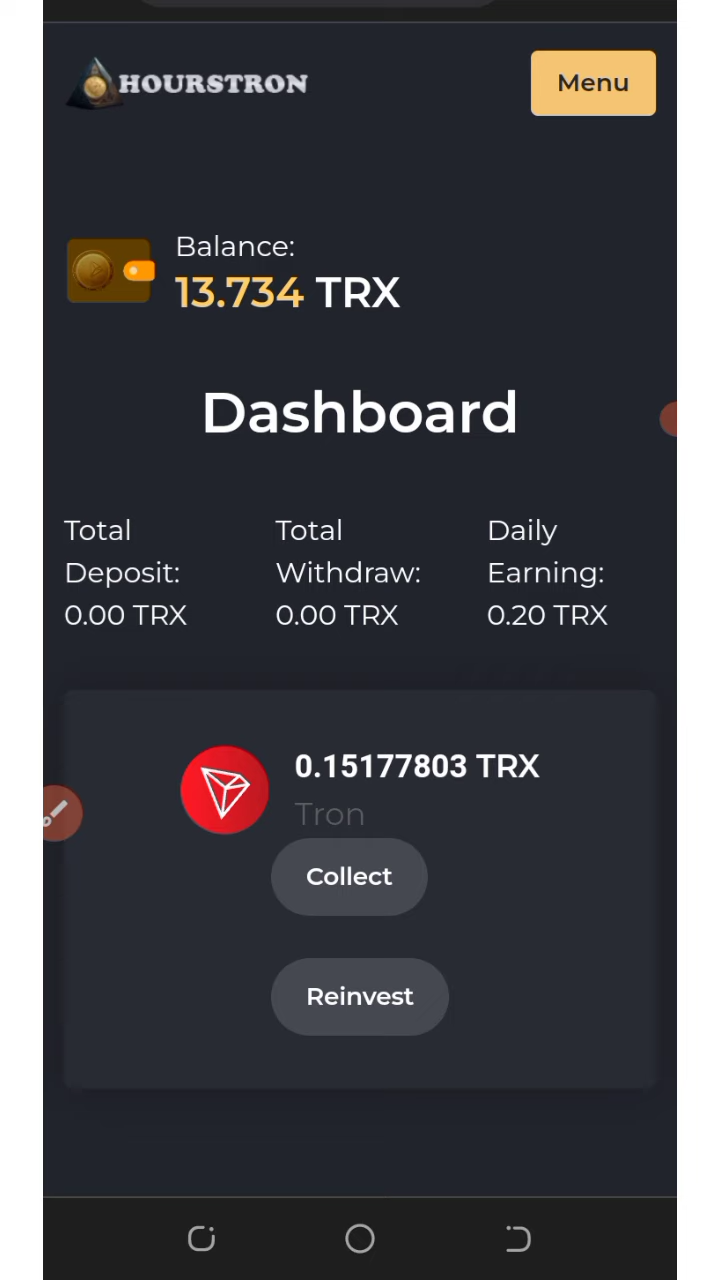 HOURSTRON
Menu
Balance:
13.734 TRX
Dashboard
Total
Deposit:
0.00 TRX
Total
Withdraw:
0.00 TRX
Daily
Earning:
0.20 TRX
0.15177803 TRX
Tron
Collect
Reinvest